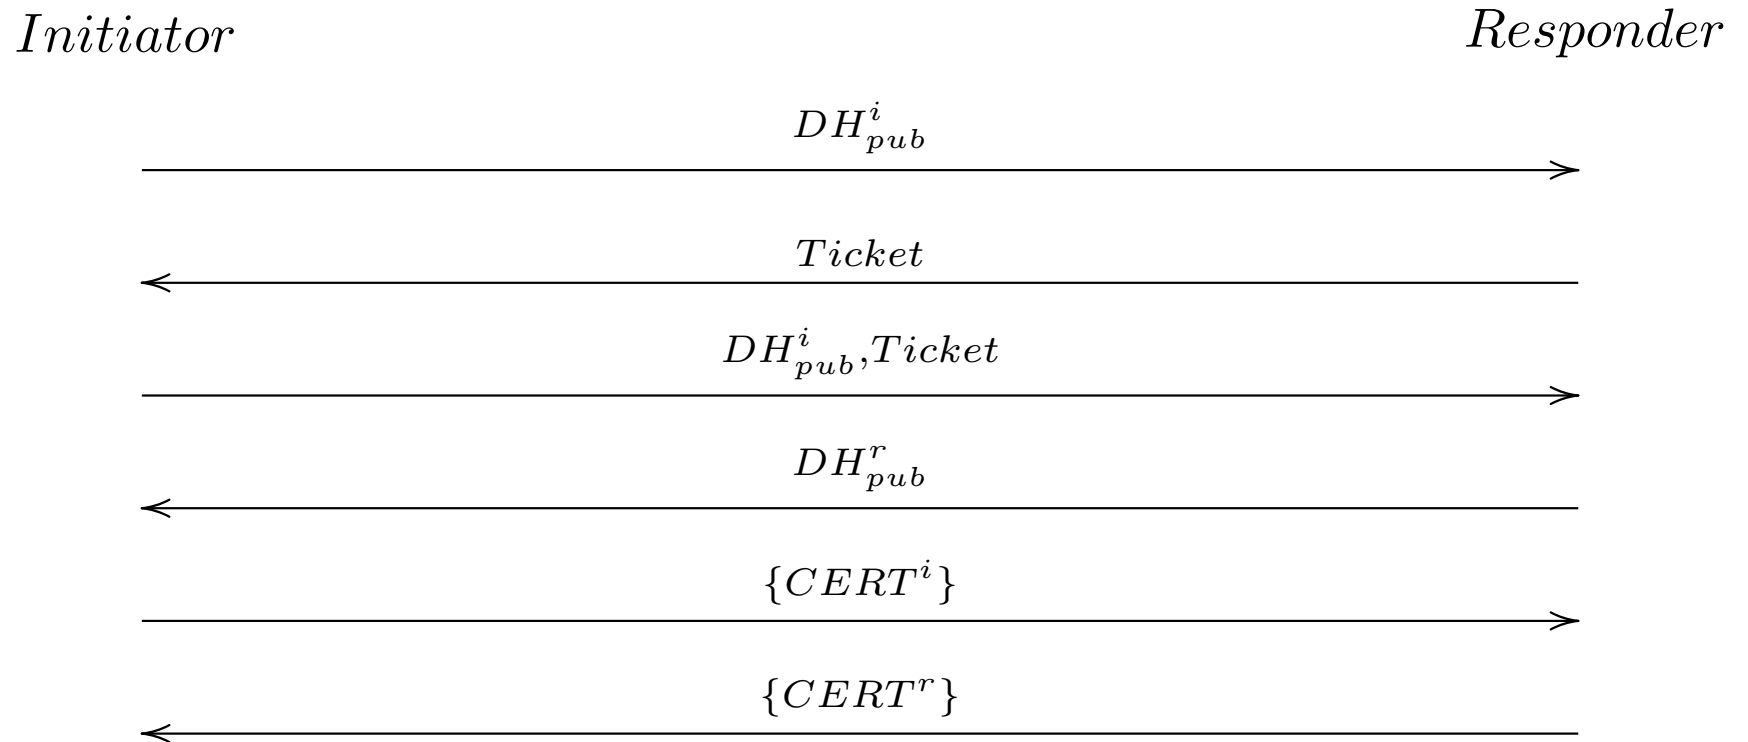 Initiator Responder
DH^i_pub
Ticket
DH^i_pub,Ticket
DH^r_pub
{CERT^i}
{CERT^r}